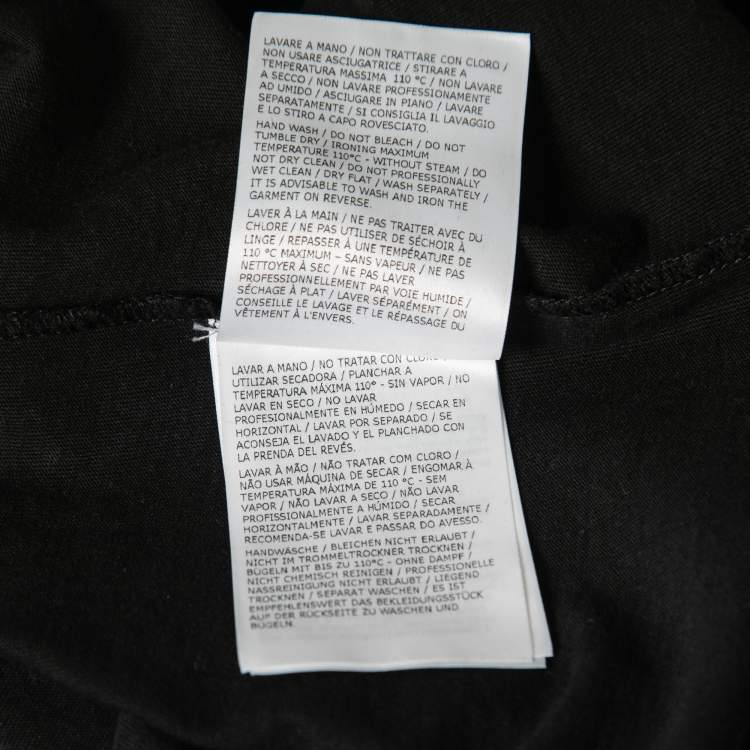 LAVARE A MANO / NON TRATTARE CON CLORO /
NON USARE ASCIUGATRICE / STIRARE A
TEMPERATURA MASSIMA 110 °C / NON LAVARE
A SECCO / NON LAVARE PROFESSIONAMENTE
AD UMIDO / ASCIUGARE IN PIANO / LAVARE
SEPARATAMENTE / SI CONSIGLIA IL LAVAGGIO
E LO STIRO A CAPO ROVESCIATO.
HAND WASH / DO NOT BLEACH / DO NOT
TUMBLE DRY / IRONING MAXIMUM
TEMPERATURE 110°C - WITHOUT STEAM / DO
NOT DRY CLEAN / DO NOT PROFESSIONALLY
WET CLEAN / DRY FLAT / WASH SEPARATELY /
IT IS ADVISABLE TO WASH AND IRON THE
GARMENT ON REVERSE.
LAVER À LA MAIN / NE PAS TRAITER AVEC DU
CHLORE / NE PAS UTILISER DE SÉCHOIR À
LINGE / REPASSER À UNE TEMPÉRATURE DE
110 °C MAXIMUM – SANS VAPEUR / NE PAS
NETTOYER À SEC / NE PAS LAVER
PROFESSIONNELLEMENT PAR VOIE HUMIDE /
SÉCHAGE À PLAT / LAVER SÉPARÉMENT / ON
CONSEILLE LE LAVAGE ET LE RÉPASSAGE DU
VÊTEMENT À L'ENVERS.
LAVAR A MANO / NO TRATAR CON
UTILIZAR SECADORA / PLANCHAR A
TEMPERATURA MÁXIMA 110° - SIN VAPOR / NO
LAVAR EN SECO / NO LAVAR
PROFESIONALMENTE EN HÚMEDO / SECAR EN
HORIZONTAL / LAVAR POR SEPARADO / SE
ACONSEJA EL LAVADO Y EL PLANCHADO CON
LA PRENDA DEL REVÉS.
LAVAR À MÃO / NÃO TRATAR COM CLORO /
NÃO USAR MÁQUINA DE SECAR / ENGOMAR À
TEMPERATURA MÁXIMA DE 110 °C - SEM
VAPOR / NÃO LAVAR A SECO / NÃO LAVAR
PROFISSIONALMENTE A HÚMIDO / SECAR
HORIZONTALMENTE / LAVAR SEPARADAMENTE /
RECOMENDA-SE LAVAR E PASSAR DO AVESSO.
HANDWÄSCHE / BLEICHEN NICHT ERLAUBT /
NICHT IM TROMMELTROCKNER TROCKNEN /
BÜGELN MIT BIS ZU 110°C - OHNE DAMPF /
NICHT CHEMISCH REINIGEN / PROFESSIONELLE
NASSREINIGUNG NICHT ERLAUBT / LIEGEND
TROCKNEN / SEPARAT WASCHEN / ES IST
EMPFEHLENSWERT DAS BEKLEIDUNGSSTÜCK
AUF DER RÜCKSEITE ZU WASCHEN UND
BÜGELN.